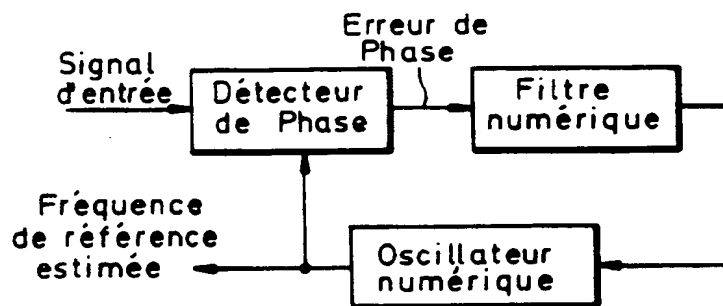 Signal
d'entrée
Détecteur
de Phase
Erreur de
Phase
Filtre
numérique
Fréquence
de référence
estimée
Oscillateur
numérique